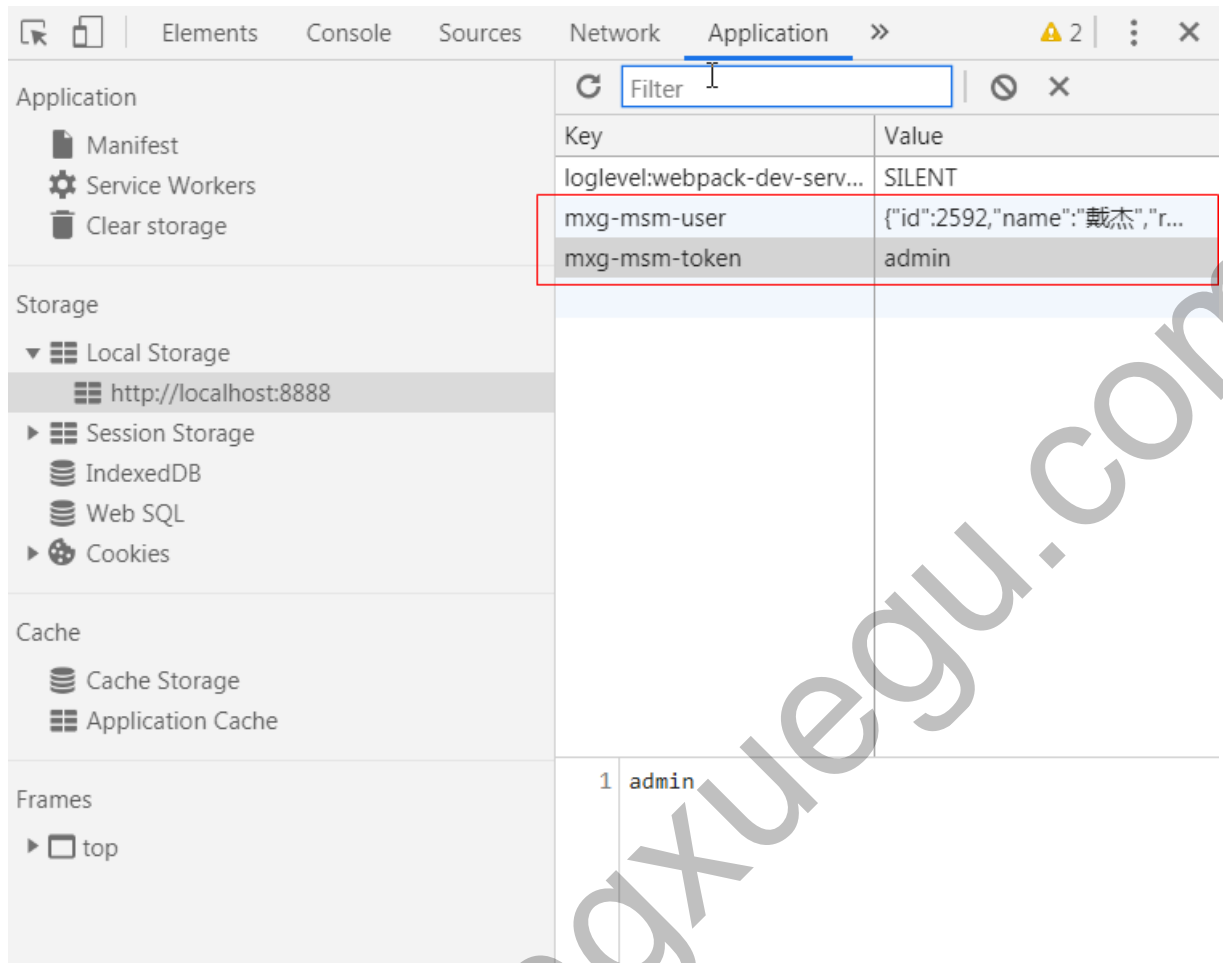 Elements Console Sources Network Application » 2
Application
Manifest
Service Workers
Clear storage
Storage
Local Storage
http://localhost:8888
Session Storage
IndexedDB
Web SQL
Cookies
Cache
Cache Storage
Application Cache
Frames
top
Filter
Key Value
loglevel:webpack-dev-serv... SILENT
mxg-msm-user {"id":2592,"name":"戴杰","r...
mxg-msm-token admin
1 admin
ngxuegu.com